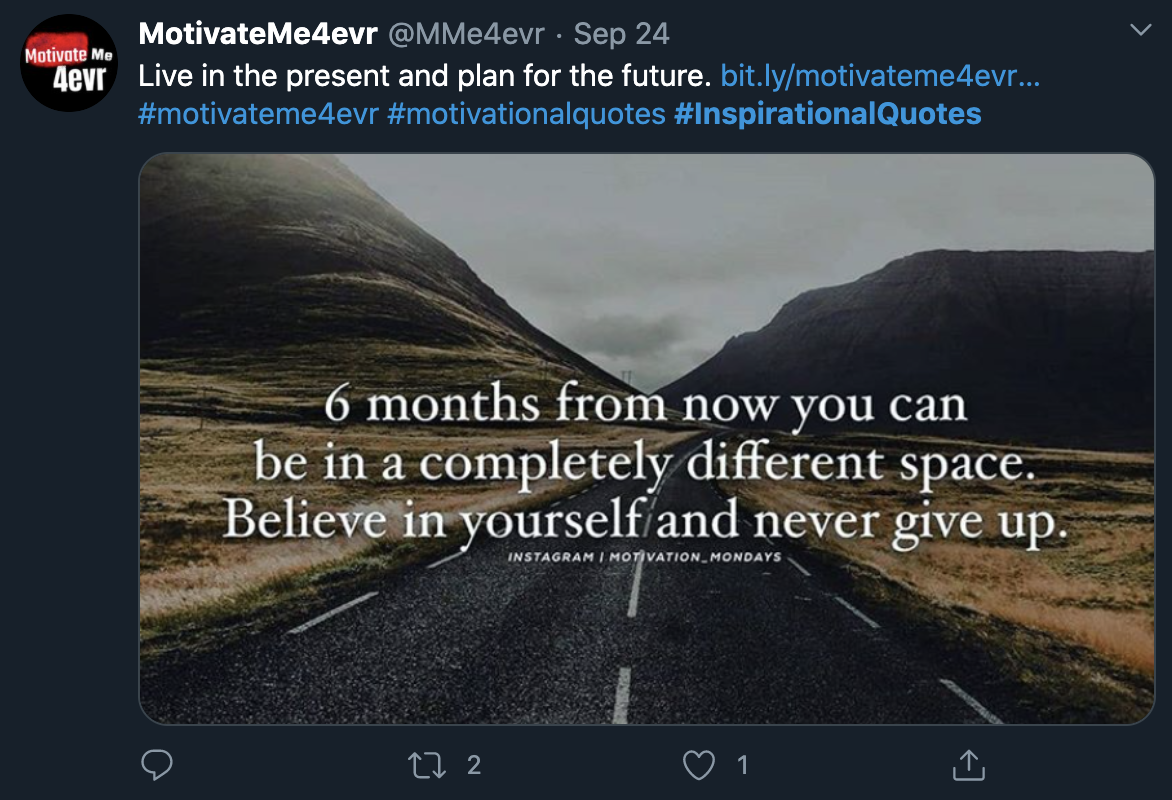 Motivate Me
4evr
MotivateMe4evr @MMe4evr · Sep 24
Live in the present and plan for the future. bit.ly/motivateme4evr…
#motivateme4evr #motivationalquotes #InspirationalQuotes
6 months from now you can
be in a completely different space.
Believe in yourself and never give up.
INSTAGRAM | MOTIVATION_MONDAYS
2 1